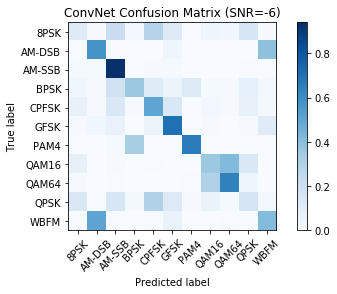 ConvNet Confusion Matrix (SNR=-6)
True label
8PSK
AM-DSB
AM-SSB
BPSK
CPFSK
GFSK
PAM4
QAM16
QAM64
QPSK
WBFM
8PSK
AM-DSB
AM-SSB
BPSK
CPFSK
GFSK
PAM4
QAM16
QAM64
QPSK
WBFM
Predicted label
0.8
0.6
0.4
0.2
0.0